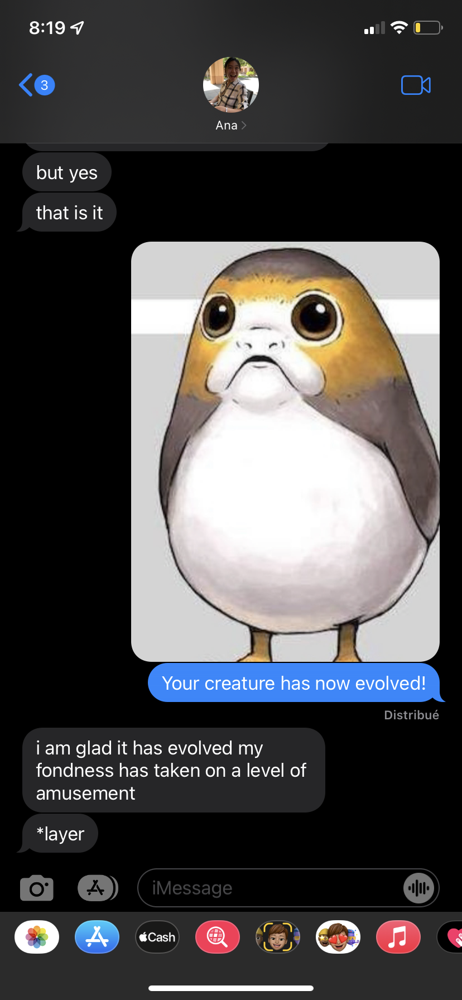 8:19
3
Ana
but yes
that is it
Your creature has now evolved!
Distribué
i am glad it has evolved my
fondness has taken on a level of
amusement
*layer
iMessage
Cash